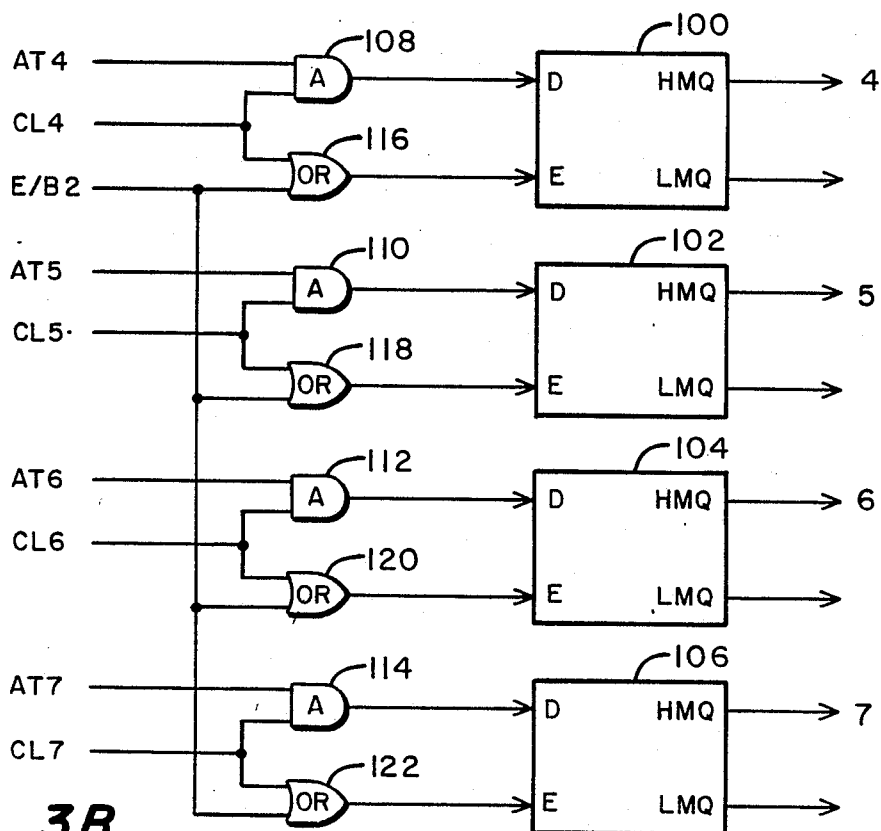 100
108
AT4
A
D
HMQ
4
CL4
116
E/B2
OR
E
LMQ
102
110
AT5
A
D
HMQ
5
CL5
118
OR
E
LMQ
104
112
AT6
A
D
HMQ
6
CL6
120
OR
E
LMQ
106
114
AT7
A
D
HMQ
7
CL7
122
OR
E
LMQ
3B